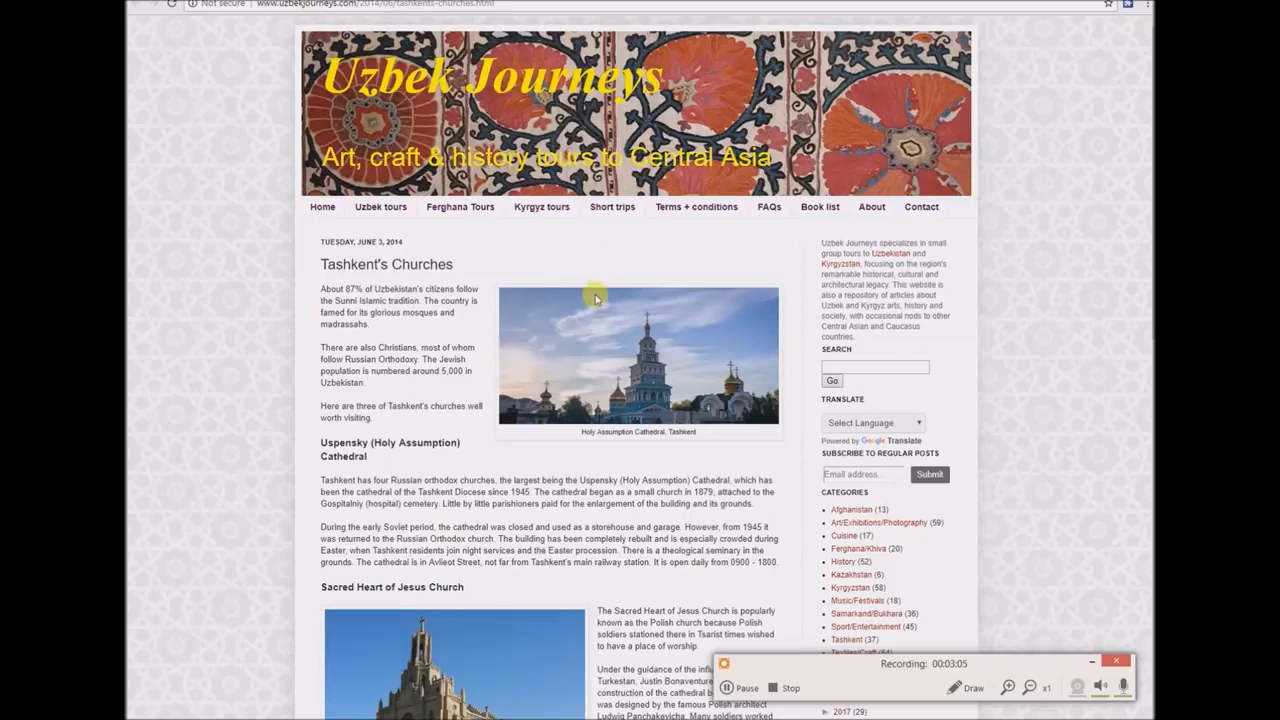 Not secure
www.uzbekjourneys.com/2014/06/tashkents-churches.html
Uzbek Journeys
Art, craft & history tours to Central Asia
Home Uzbek tours Ferghana Tours Kyrgyz tours Short trips Terms + conditions FAQs Book list About Contact
TUESDAY, JUNE 3, 2014
Tashkent's Churches
About 87% of Uzbekistan's citizens follow
the Sunni Islamic tradition. The country is
famed for its glorious mosques and
madrassahs.
There are also Christians, most of whom
follow Russian Orthodoxy. The Jewish
population is numbered around 5,000 in
Uzbekistan.
Here are three of Tashkent's churches well
worth visiting.
Holy Assumption Cathedral, Tashkent
Uspensky (Holy Assumption)
Cathedral
Tashkent has four Russian orthodox churches, the largest being the Uspensky (Holy Assumption) Cathedral, which has
been the cathedral of the Tashkent Diocese since 1945. The cathedral began as a small church in 1879, attached to the
Gospitalniy (hospital) cemetery. Little by little parishioners paid for the enlargement of the building and its grounds.
During the early Soviet period, the cathedral was closed and used as a storehouse and garage. However, from 1945 it
was returned to the Russian Orthodox church. The building has been completely rebuilt and is especially crowded during
Easter, when Tashkent residents join night services and the Easter procession. There is a theological seminary in the
grounds. The cathedral is in Avlieot Street, not far from Tashkent's main railway station. It is open daily from 0900 - 1800.
Sacred Heart of Jesus Church
The Sacred Heart of Jesus Church is popularly
known as the Polish church because Polish
soldiers stationed there in Tsarist times wished
to have a place of worship.
Under the guidance of the
Turkestan, Justin Bonaventure
construction of the cathedral
was designed by the famous Polish architect
Ludwig Panchakevicha. Many soldiers worked
Uzbek Journeys specializes in small
group tours to Uzbekistan and
Kyrgyzstan, focusing on the region's
remarkable historical, cultural and
architectural legacy. This website is
also a repository of articles about
Uzbek and Kyrgyz arts, history and
society, with occasional nods to other
Central Asian and Caucasus
countries.
SEARCH
Go
TRANSLATE
Select Language
Powered by Google Translate
SUBSCRIBE TO REGULAR POSTS
Email address... Submit
CATEGORIES
Afghanistan (13)
Art/Exhibitions/Photography (59)
Cuisine (17)
Ferghana/Khiva (20)
History (52)
Kazakhstan (6)
Kyrgyzstan (58)
Music/Festivals (18)
Samarkand/Bukhara (36)
Sport/Entertainment (45)
Tashkent (37)
2017 (29)
Recording: 00:03:05
Pause Stop Draw x1